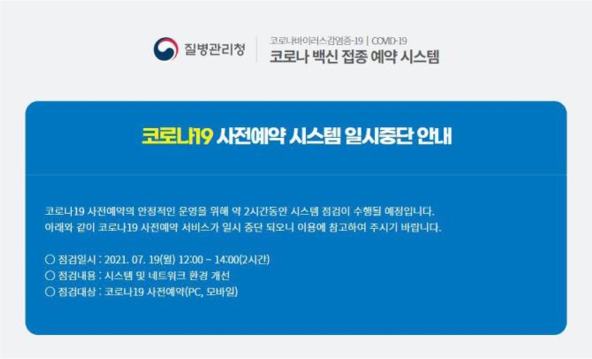 질병관리청
코로나바이러스감염증-19 | COVID-19
코로나 백신 접종 예약 시스템
코로나19 사전예약 시스템 일시중단 안내
코로나19 사전예약의 안정적인 운영을 위해 약 2시간동안 시스템 점검이 수행될 예정입니다.
아래와 같이 코로나19 사전예약 서비스가 일시 중단 되오니 이용에 참고하여 주시기 바랍니다.
○ 점검일시 : 2021. 07. 19(월) 12:00 ~ 14:00(2시간)
○ 점검내용 : 시스템 및 네트워크 환경 개선
○ 점검대상 : 코로나19 사전예약(PC, 모바일)